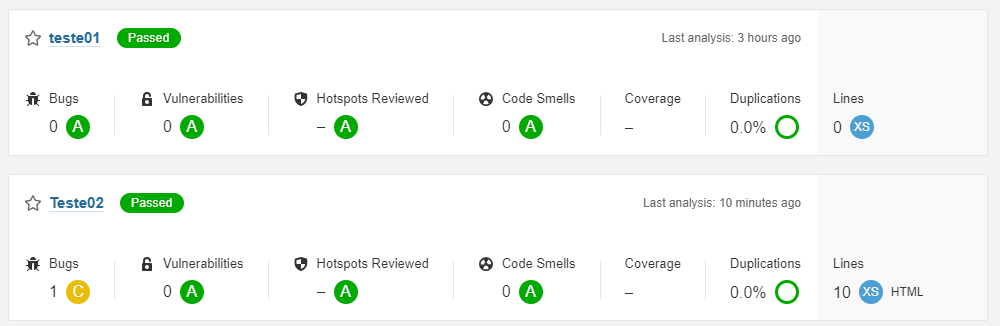 teste01 Passed Last analysis: 3 hours ago
Bugs Vulnerabilities Hotspots Reviewed Code Smells Coverage Duplications Lines
0 A 0 A – A 0 A – 0.0% 0 XS
Teste02 Passed Last analysis: 10 minutes ago
Bugs Vulnerabilities Hotspots Reviewed Code Smells Coverage Duplications Lines
1 C 0 A – A 0 A – 0.0% 10 XS HTML